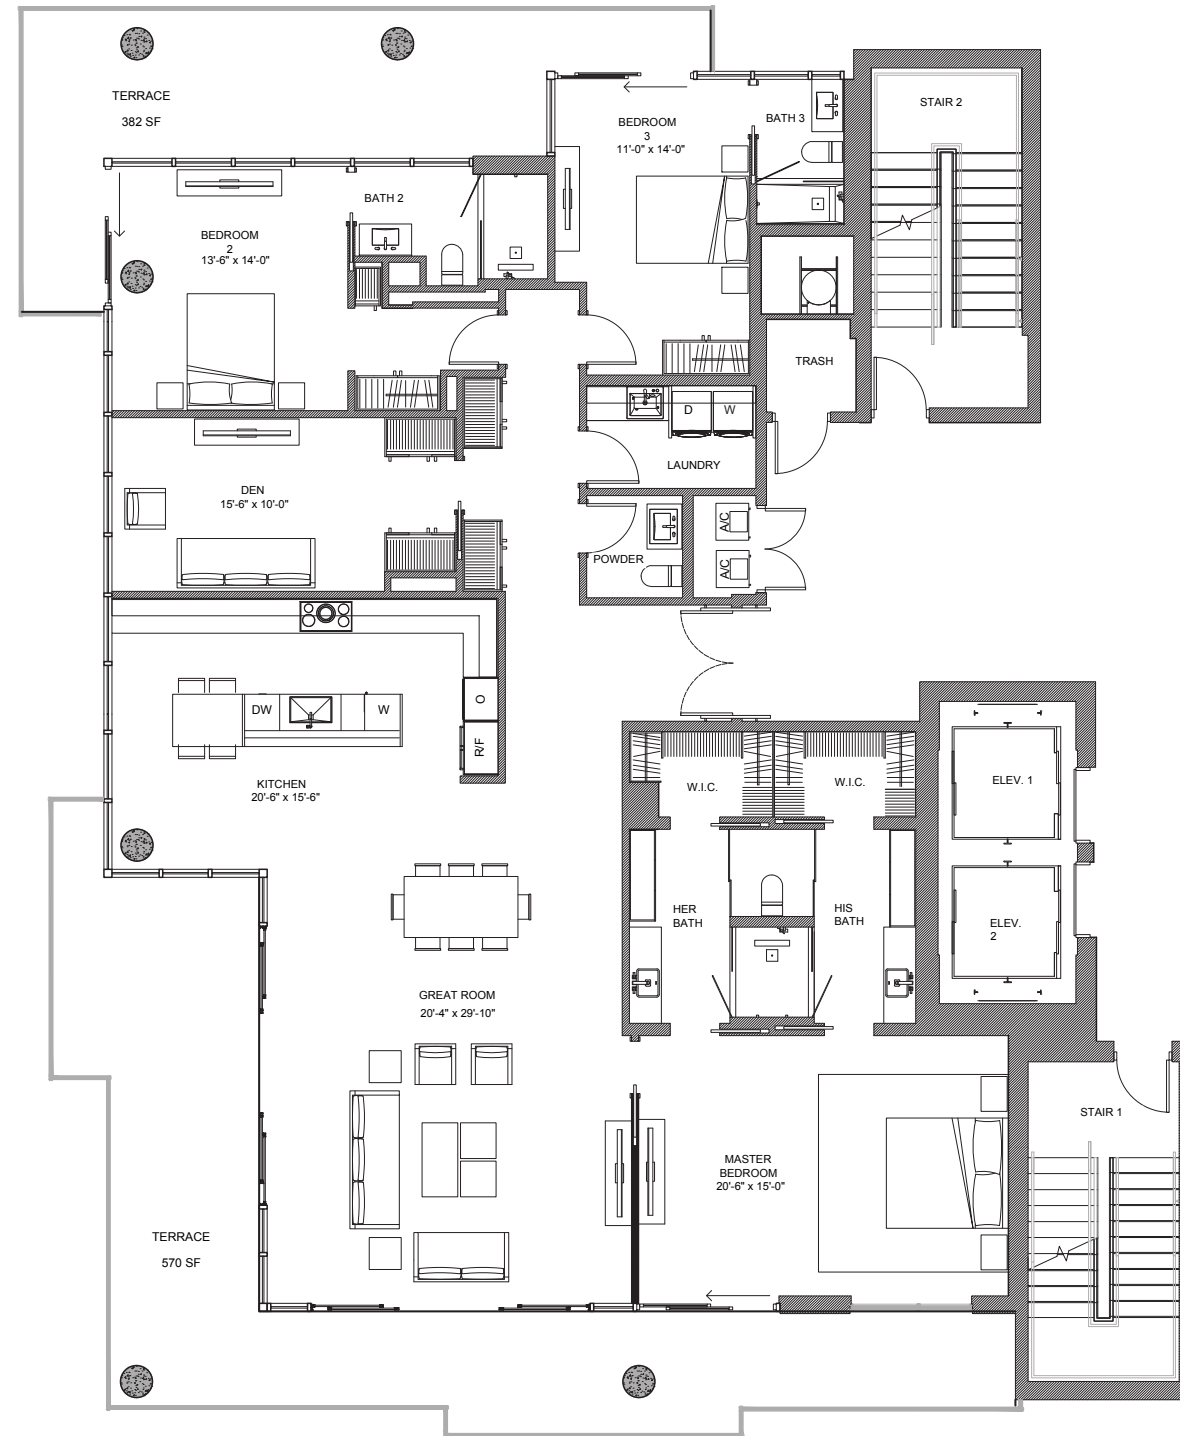 TERRACE
382 SF
STAIR 2
BEDROOM
3
11'-0" x 14'-0"
BATH 3
BATH 2
BEDROOM
2
13'-6" x 14'-0"
TRASH
D
W
LAUNDRY
DEN
15'-6" x 10'-0"
A/C
POWDER
A/C
O
DW
W
R/F
KITCHEN
20'-6" x 15'-6"
W.I.C.
W.I.C.
ELEV. 1
HER
BATH
HIS
BATH
ELEV.
2
GREAT ROOM
20'-4" x 29'-10"
STAIR 1
MASTER
BEDROOM
20'-6" x 15'-0"
TERRACE
570 SF